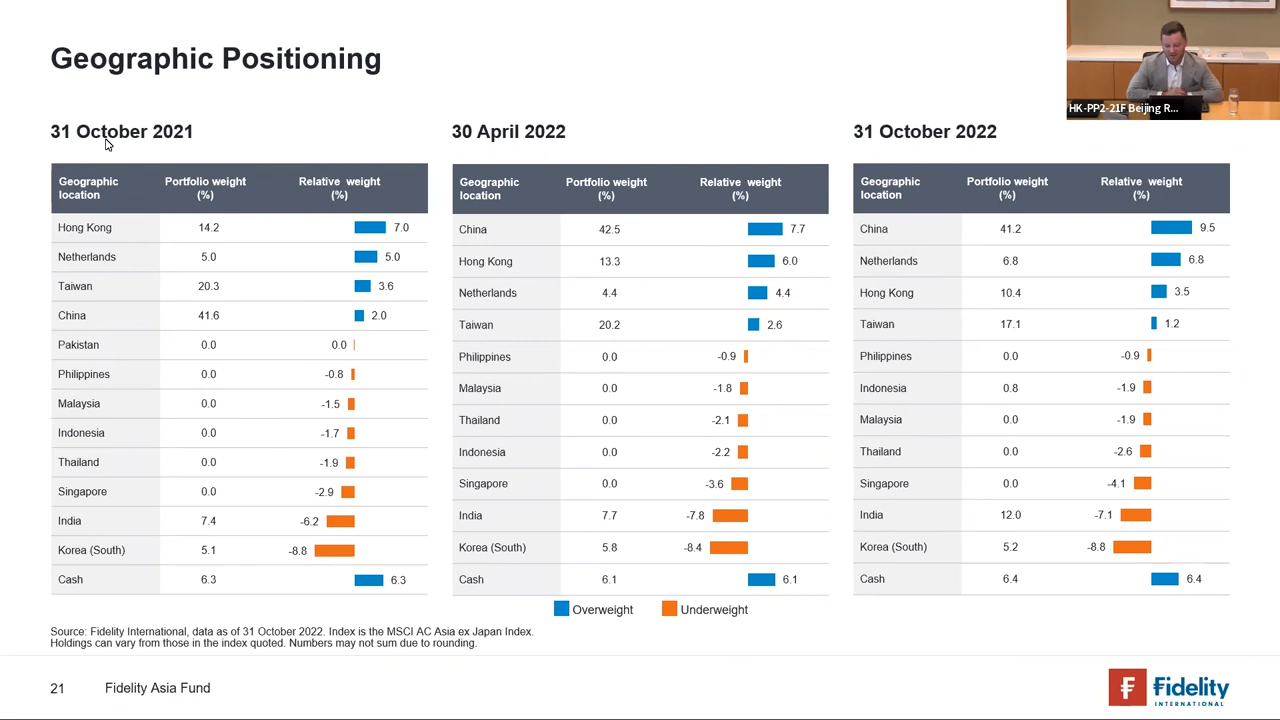 Geographic Positioning
HK-PP2-21F Beijing R...
31 October 2021
Geographic location Portfolio weight (%) Relative weight (%)
Hong Kong 14.2 7.0
Netherlands 5.0 5.0
Taiwan 20.3 3.6
China 41.6 2.0
Pakistan 0.0 0.0
Philippines 0.0 -0.8
Malaysia 0.0 -1.5
Indonesia 0.0 -1.7
Thailand 0.0 -1.9
Singapore 0.0 -2.9
India 7.4 -6.2
Korea (South) 5.1 -8.8
Cash 6.3 6.3
30 April 2022
Geographic location Portfolio weight (%) Relative weight (%)
China 42.5 7.7
Hong Kong 13.3 6.0
Netherlands 4.4 4.4
Taiwan 20.2 2.6
Philippines 0.0 -0.9
Malaysia 0.0 -1.8
Thailand 0.0 -2.1
Indonesia 0.0 -2.2
Singapore 0.0 -3.6
India 7.7 -7.8
Korea (South) 5.8 -8.4
Cash 6.1 6.1
31 October 2022
Geographic location Portfolio weight (%) Relative weight (%)
China 41.2 9.5
Netherlands 6.8 6.8
Hong Kong 10.4 3.5
Taiwan 17.1 1.2
Philippines 0.0 -0.9
Indonesia 0.8 -1.9
Malaysia 0.0 -1.9
Thailand 0.0 -2.6
Singapore 0.0 -4.1
India 12.0 -7.1
Korea (South) 5.2 -8.8
Cash 6.4 6.4
Overweight Underweight
Source: Fidelity International, data as of 31 October 2022. Index is the MSCI AC Asia ex Japan Index.
Holdings can vary from those in the index quoted. Numbers may not sum due to rounding.
21 Fidelity Asia Fund
Fidelity
INTERNATIONAL